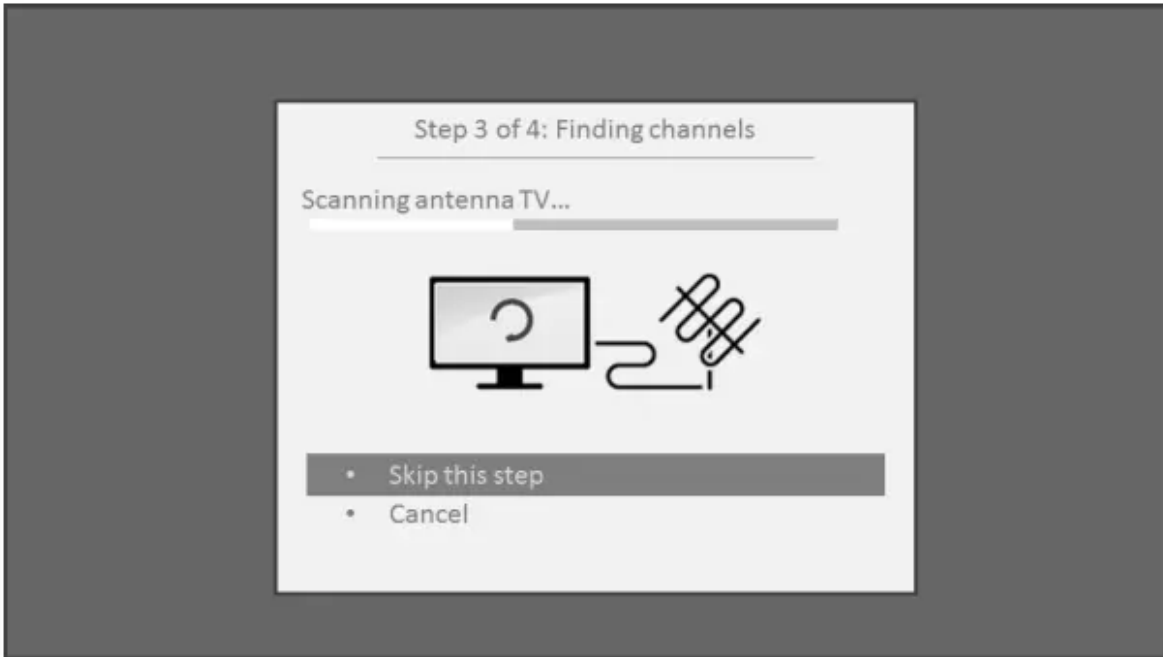 Step 3 of 4: Finding channels
Scanning antenna TV...
• Skip this step
• Cancel